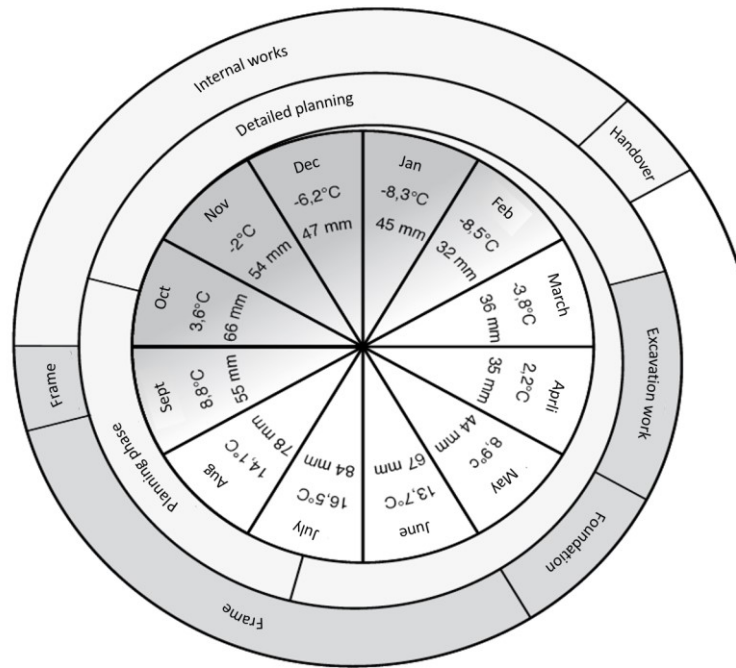 Internal works
Detailed planning
Handover
Excavation work
Foundation
Frame
Frame
Planning phase
Jan
-8,3°C
45 mm
Feb
-8,5°C
32 mm
March
-3,8°C
36 mm
April
2,2°C
35 mm
May
8,9°c
44 mm
June
13,7°C
67 mm
July
16,5°C
84 mm
Aug
14,1°C
78 mm
Sept
8,8°C
55 mm
Oct
3,6°C
66 mm
Nov
-2°C
54 mm
Dec
-6,2°C
47 mm